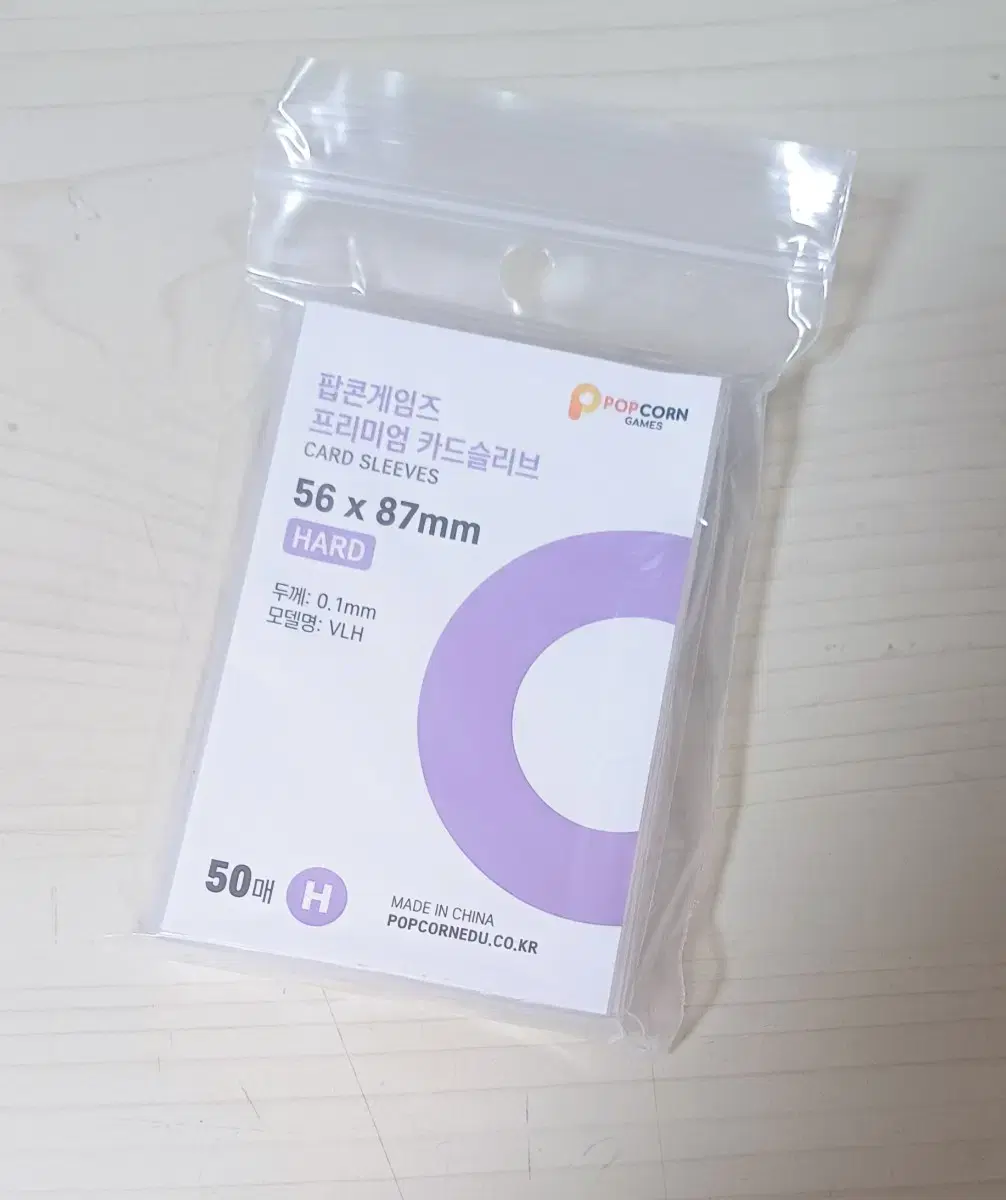 팝콘게임즈
프리미엄 카드슬리브
CARD SLEEVES
56 x 87mm
HARD
두께: 0.1mm
모델명: VLH
POPCORN
GAMES
50매 H
MADE IN CHINA
POPCORNEDU.CO.KR